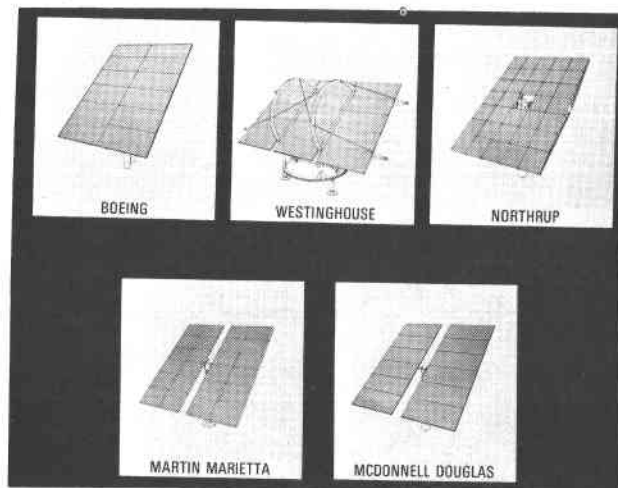 BOEING
WESTINGHOUSE
NORTHRUP
MARTIN MARIETTA
MCDONNELL DOUGLAS